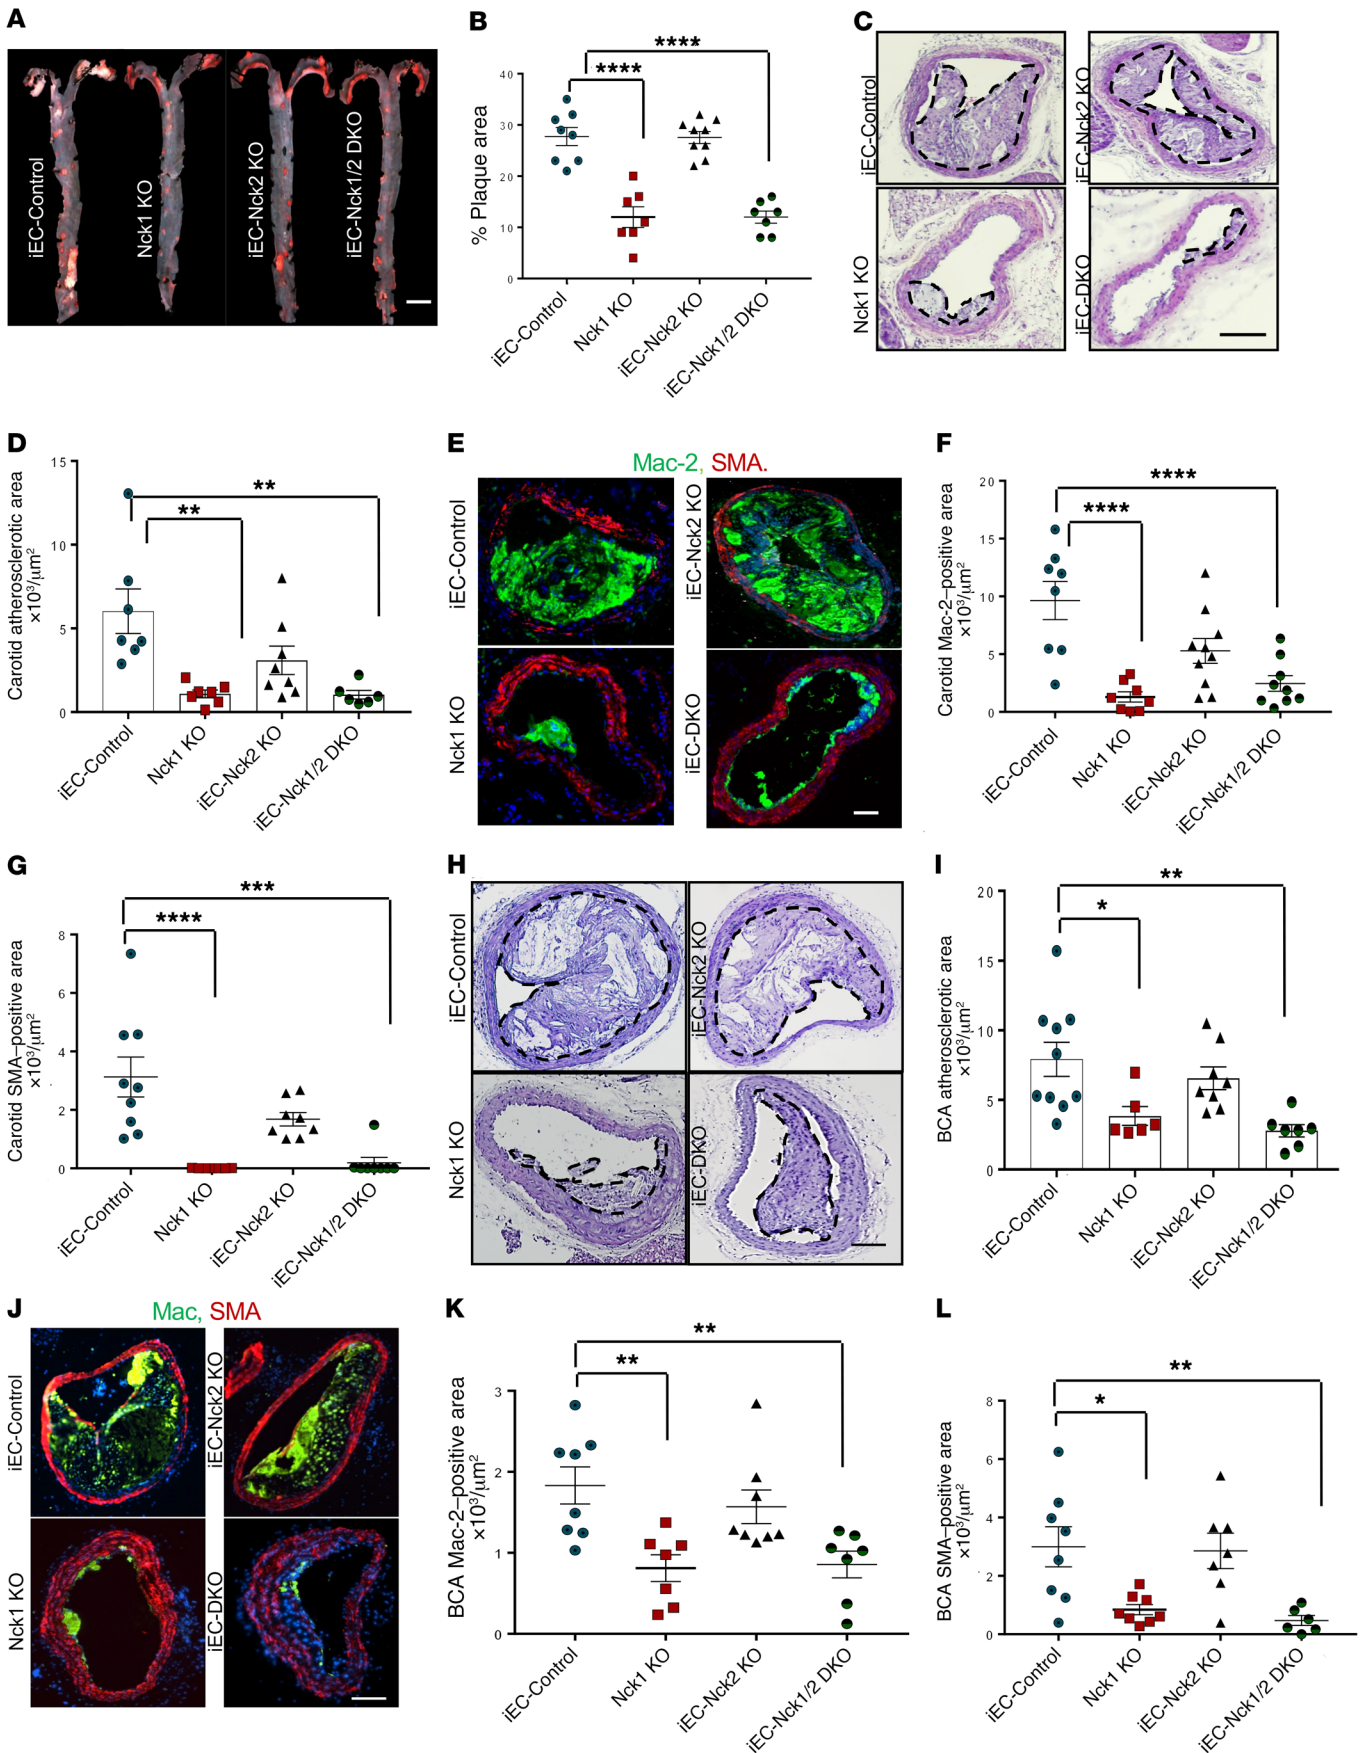 A
iEC-Control
Nck1 KO
iEC-Nck2 KO
iEC-Nck1/2 DKO
B
% Plaque area
40
30
20
10
0
****
****
iEC-Control
Nck1 KO
iEC-Nck2 KO
iEC-Nck1/2 DKO
C
iEC-Control
iEC-Nck2 KO
Nck1 KO
iEC-DKO
D
Carotid atherosclerotic area
×10³/μm²
15
10
5
0
**
**
iEC-Control
Nck1 KO
iEC-Nck2 KO
iEC-Nck1/2 DKO
E
Mac-2, SMA.
iEC-Control
iEC-Nck2 KO
Nck1 KO
iEC-DKO
F
Carotid Mac-2–positive area
×10³/μm²
20
15
10
5
0
****
****
iEC-Control
Nck1 KO
iEC-Nck2 KO
iEC-Nck1/2 DKO
G
Carotid SMA–positive area
×10³/μm²
8
6
4
2
0
***
****
iEC-Control
Nck1 KO
iEC-Nck2 KO
iEC-Nck1/2 DKO
H
iEC-Control
iEC-Nck2 KO
Nck1 KO
iEC-DKO
I
BCA atherosclerotic area
×10³/μm²
20
15
10
5
0
**
*
iEC-Control
Nck1 KO
iEC-Nck2 KO
iEC-Nck1/2 DKO
J
Mac, SMA
iEC-Control
iEC-Nck2 KO
Nck1 KO
iEC-DKO
K
BCA Mac-2–positive area
×10³/μm²
3
2
1
0
**
**
iEC-Control
Nck1 KO
iEC-Nck2 KO
iEC-Nck1/2 DKO
L
BCA SMA–positive area
×10³/μm²
8
6
4
2
0
**
*
iEC-Control
Nck1 KO
iEC-Nck2 KO
iEC-Nck1/2 DKO